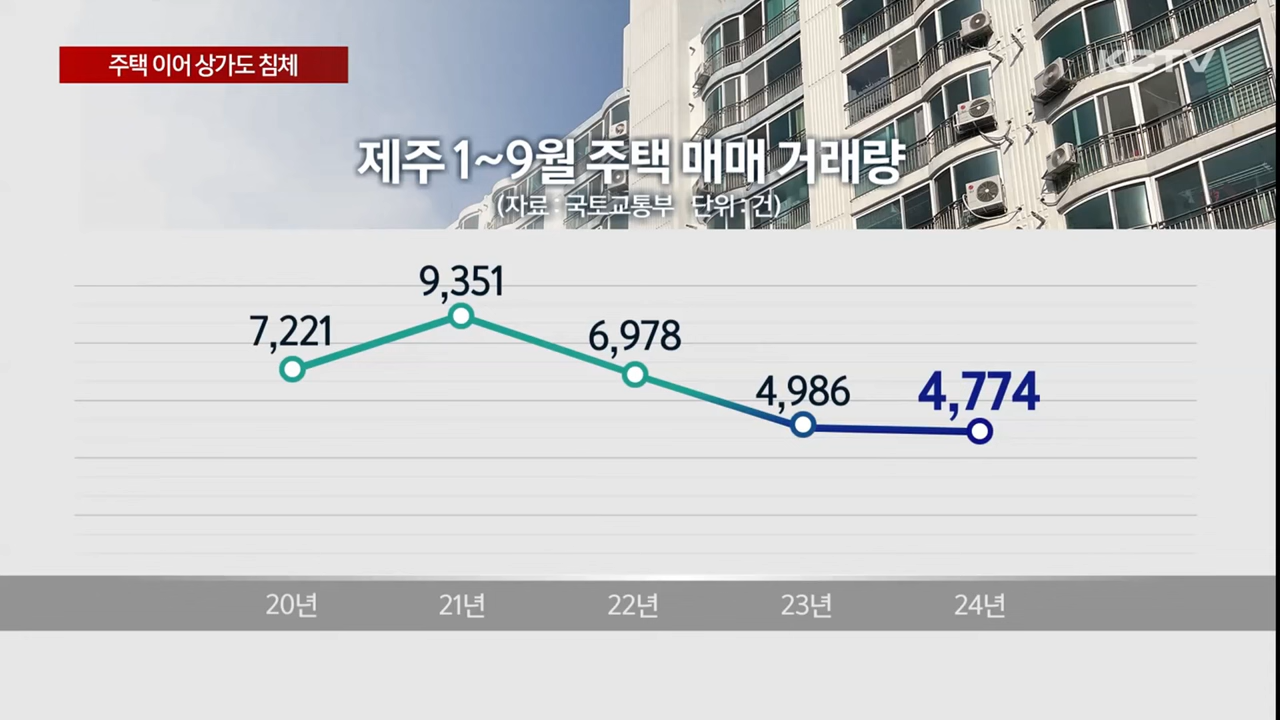 주택 이어 상가도 침체
KCTV
제주 1~9월 주택 매매 거래량
(자료 : 국토교통부 단위 : 건)
9,351
7,221
6,978
4,986
4,774
20년 21년 22년 23년 24년